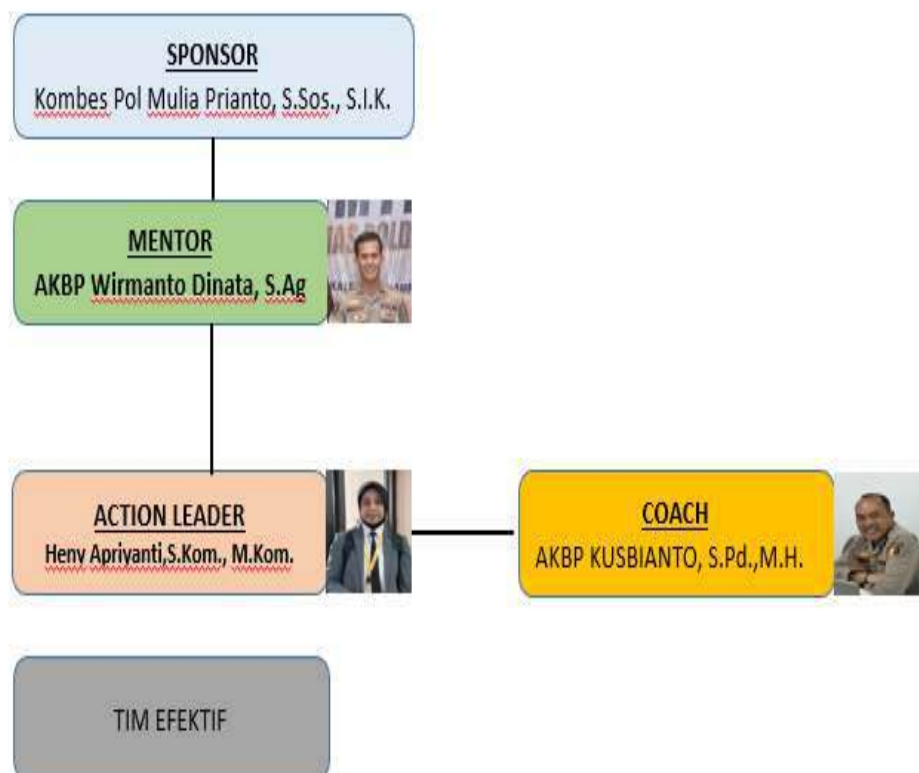 SPONSOR
Kombes Pol Mulia Prianto, S.Sos., S.I.K.
MENTOR
AKBP Wirmanto Dinata, S.Ag
ACTION LEADER
Heny Apriyanti,S.Kom., M.Kom.
COACH
AKBP KUSBIANTO, S.Pd.,M.H.
TIM EFEKTIF